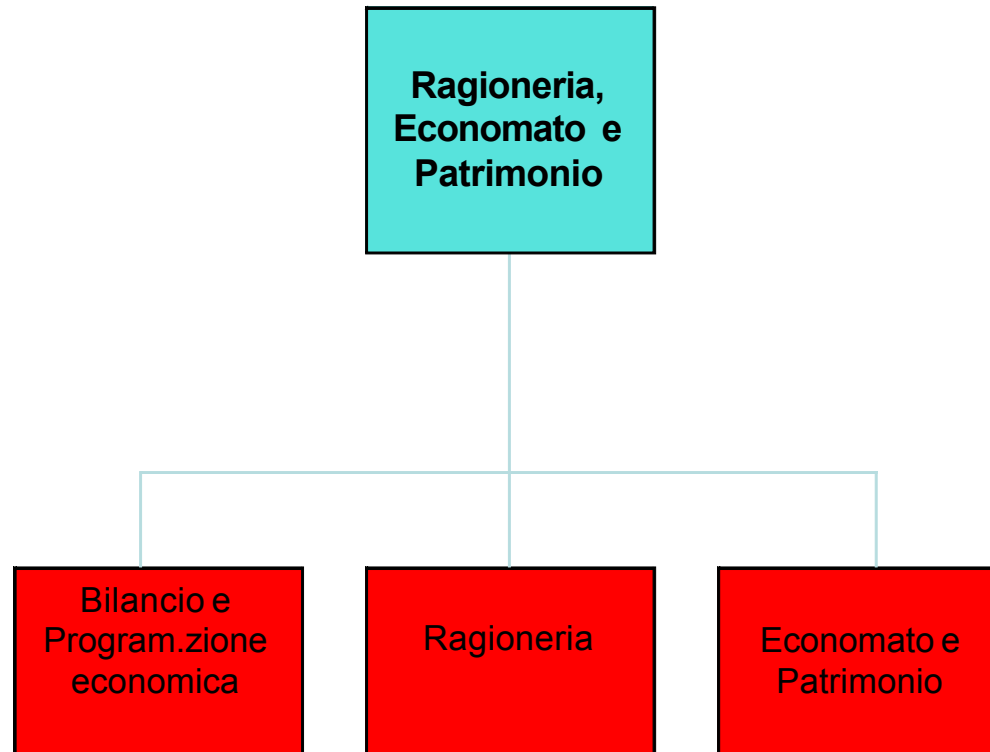 Ragioneria,
Economato e
Patrimonio
Bilancio e
Program.zione
economica
Ragioneria
Economato e
Patrimonio